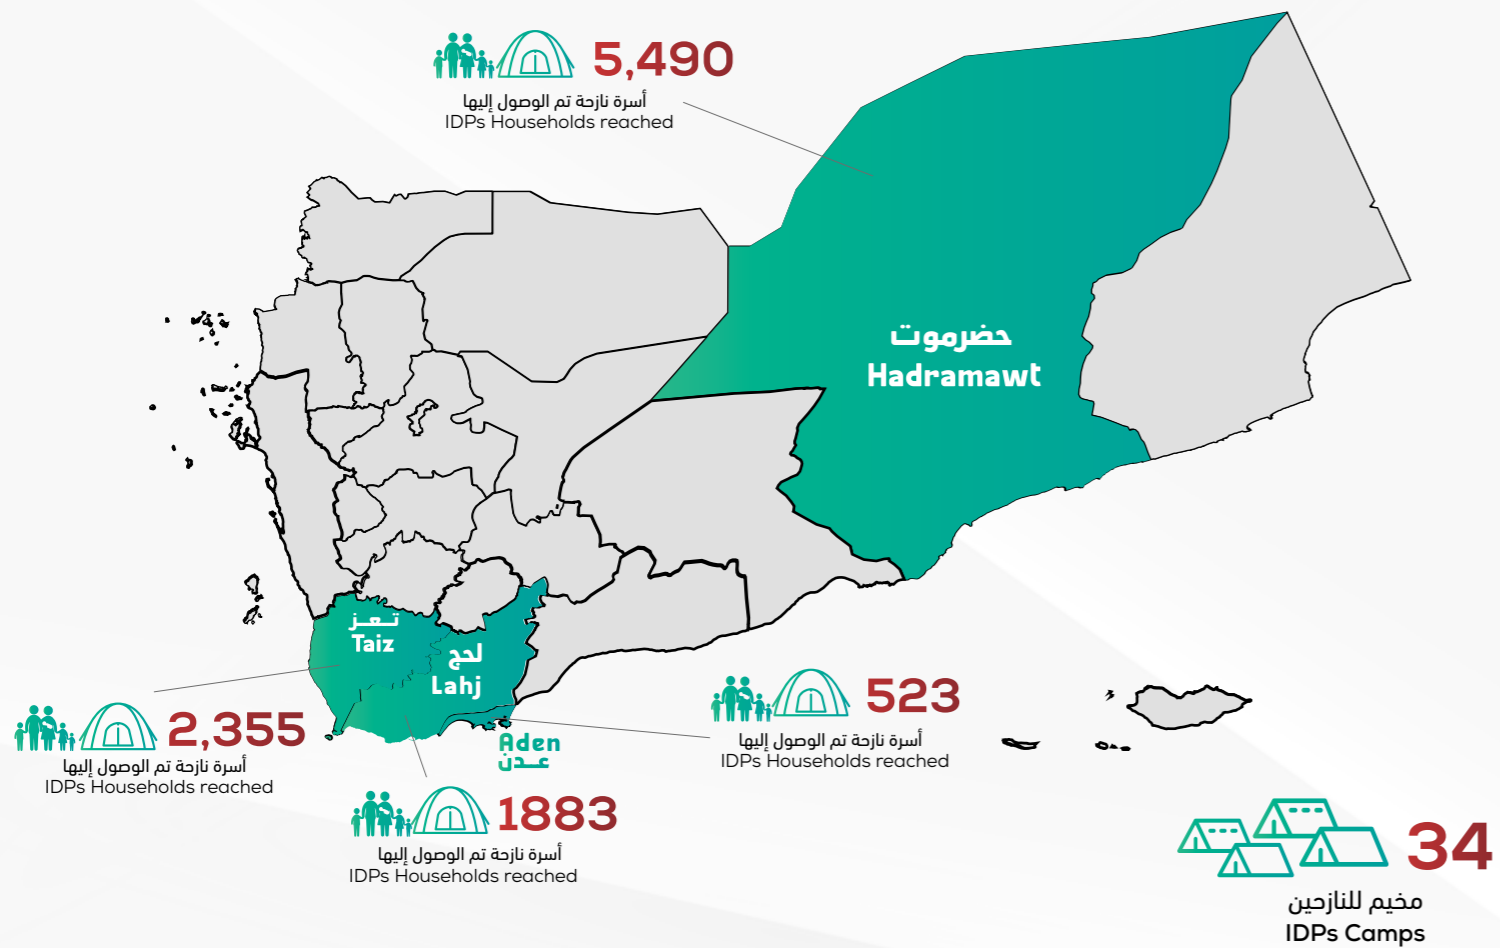 5,490
أسرة نازحة تم الوصول إليها
IDPs Households reached
حضرموت
Hadramawt
تـعـز
Taiz
لحج
Lahj
523
أسرة نازحة تم الوصول إليها
IDPs Households reached
2,355
أسرة نازحة تم الوصول إليها
IDPs Households reached
Aden
عـدن
1883
أسرة نازحة تم الوصول إليها
IDPs Households reached
34
مخيم للنازحين
IDPs Camps